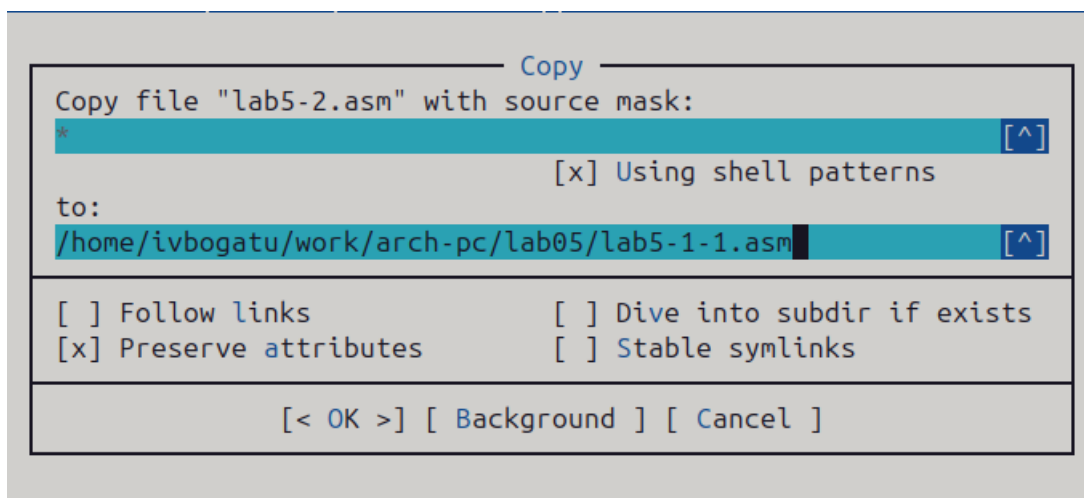 Copy
Copy file "lab5-2.asm" with source mask:
* [^]
[x] Using shell patterns
to:
/home/ivbogatu/work/arch-pc/lab05/lab5-1-1.asm [^]
[ ] Follow links [ ] Dive into subdir if exists
[x] Preserve attributes [ ] Stable symlinks
[< OK >] [ Background ] [ Cancel ]